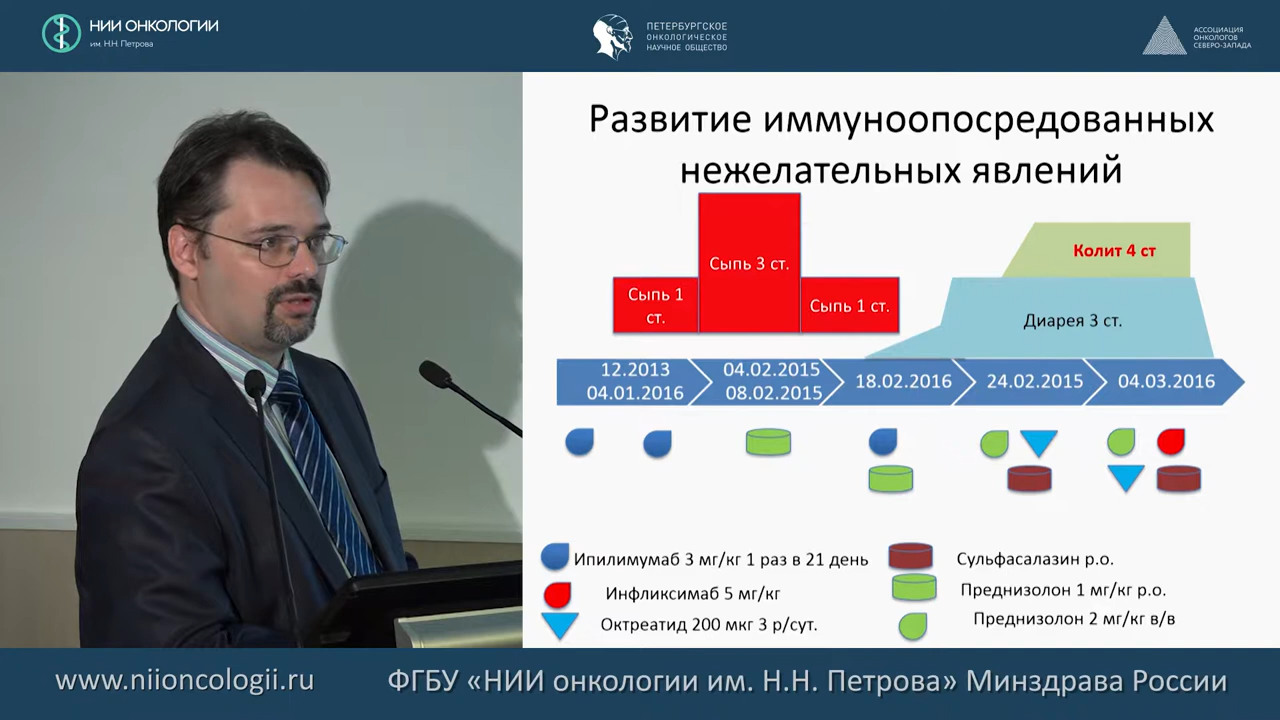 НИИ ОНКОЛОГИИ
им. Н.Н. Петрова
ПЕТЕРБУРГСКОЕ
ОНКОЛОГИЧЕСКОЕ
НАУЧНОЕ ОБЩЕСТВО
АССОЦИАЦИЯ
ОНКОЛОГОВ
СЕВЕРО-ЗАПАДА
Развитие иммуноопосредованных
нежелательных явлений
Сыпь 1
ст.
Сыпь 3 ст.
Сыпь 1 ст.
Колит 4 ст
Диарея 3 ст.
12.2013
04.01.2016
04.02.2015
08.02.2015
18.02.2016
24.02.2015
04.03.2016
Ипилимумаб 3 мг/кг 1 раз в 21 день
Инфликсимаб 5 мг/кг
Октреатид 200 мкг 3 р/сут.
Сульфасалазин p.o.
Преднизолон 1 мг/кг p.o.
Преднизолон 2 мг/кг в/в
www.niioncologii.ru
ФГБУ «НИИ онкологии им. Н.Н. Петрова» Минздрава России